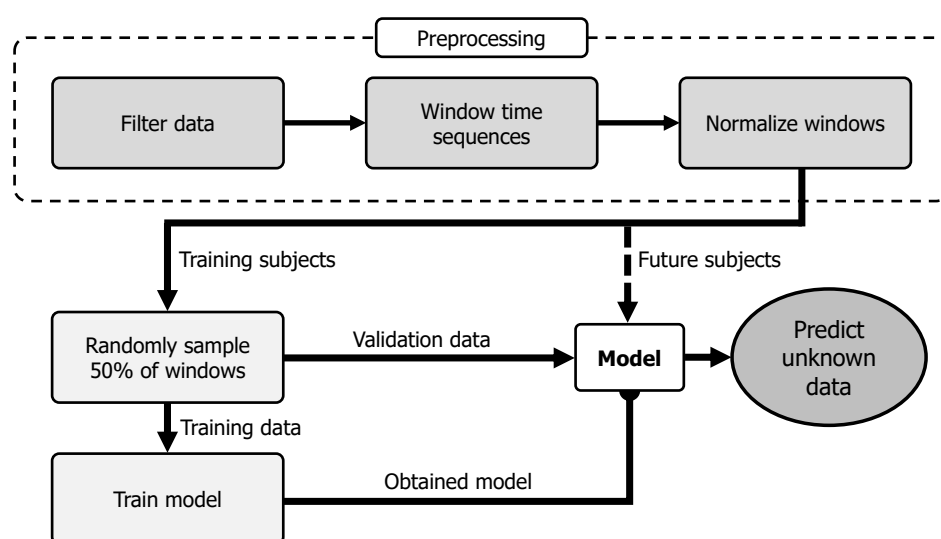 Preprocessing
Filter data
Window time
sequences
Normalize windows
Training subjects
Future subjects
Randomly sample
50% of windows
Validation data
Model
Predict
unknown
data
Training data
Train model
Obtained model